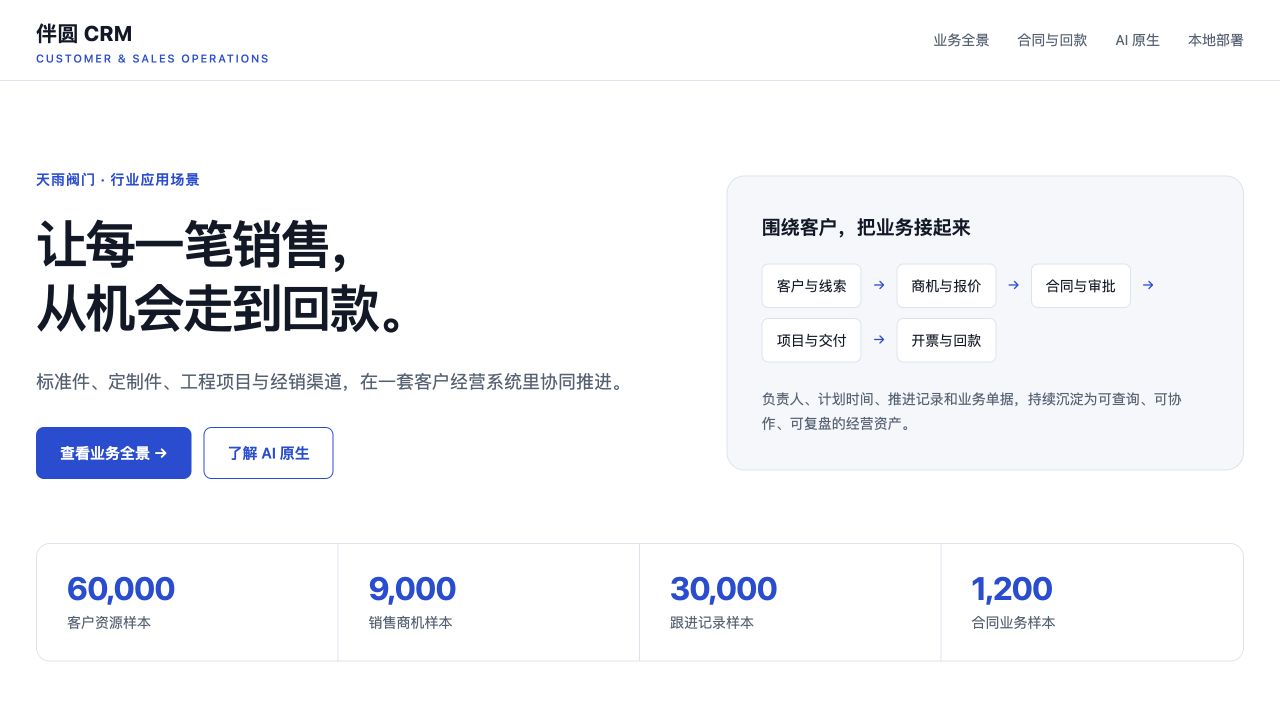 伴圆 CRM
CUSTOMER & SALES OPERATIONS
业务全景 合同与回款 AI 原生 本地部署
天雨阀门 · 行业应用场景
让每一笔销售，
从机会走到回款。
标准件、定制件、工程项目与经销渠道，在一套客户经营系统里协同推进。
查看业务全景 → 了解 AI 原生
围绕客户，把业务接起来
客户与线索 → 商机与报价 → 合同与审批 →
项目与交付 → 开票与回款
负责人、计划时间、推进记录和业务单据，持续沉淀为可查询、可协
作、可复盘的经营资产。
60,000 9,000 30,000 1,200
客户资源样本 销售商机样本 跟进记录样本 合同业务样本